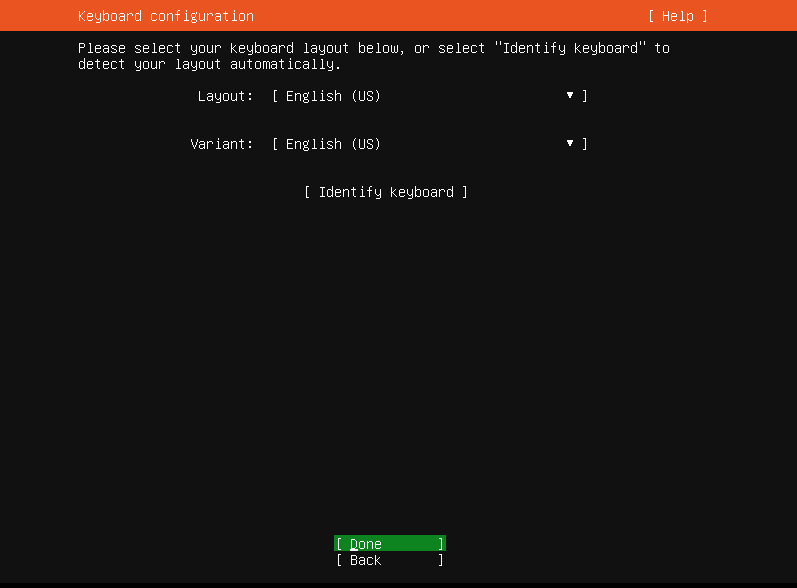 Keyboard configuration [ Help ]
Please select your keyboard layout below, or select "Identify keyboard" to
detect your layout automatically.
Layout: [ English (US) ▾ ]
Variant: [ English (US) ▾ ]
[ Identify keyboard ]
[ Done ]
[ Back ]